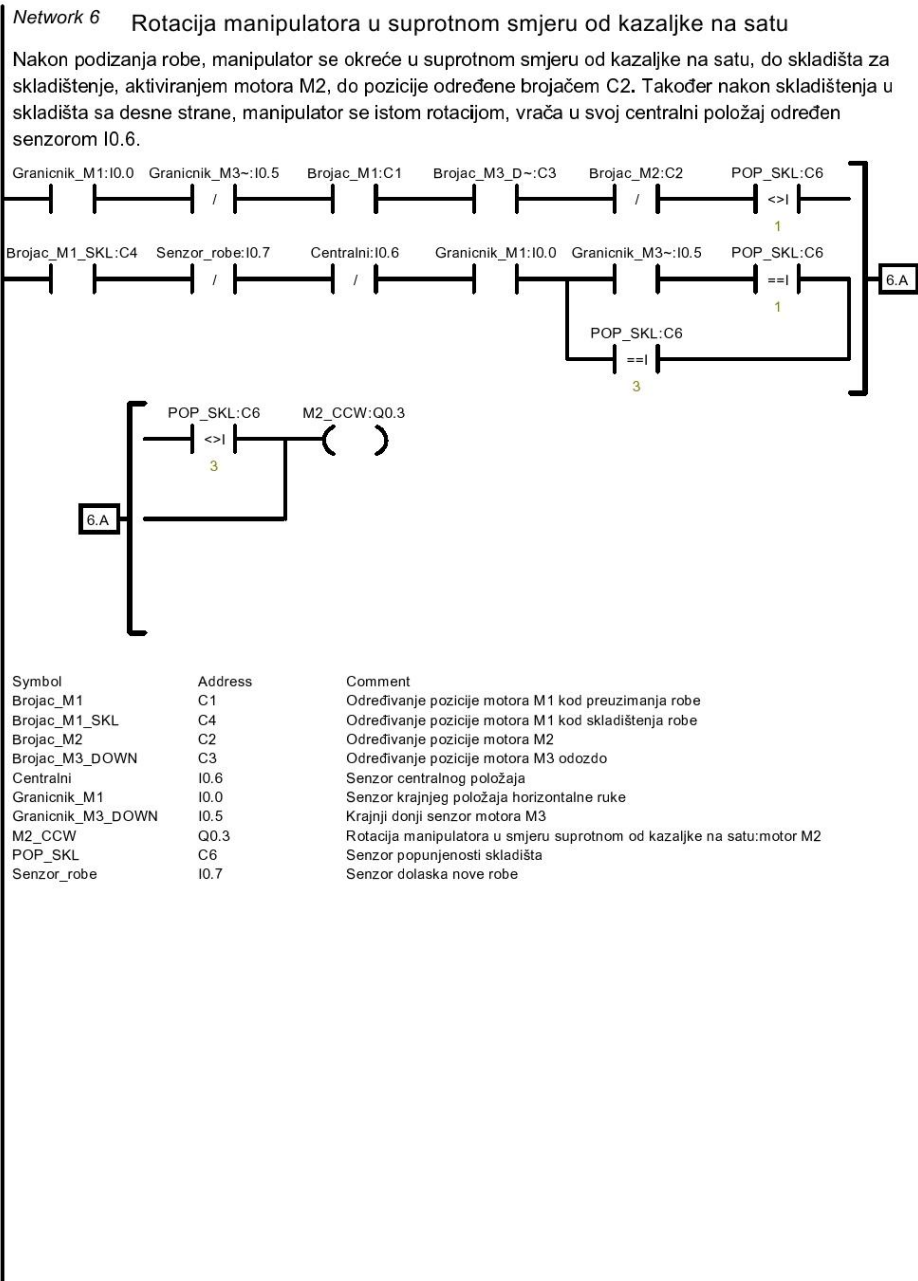 Network 6 Rotacija manipulatora u suprotnom smjeru od kazaljke na satu
Nakon podizanja robe, manipulator se okreće u suprotnom smjeru od kazaljke na satu, do skladišta za
skladištenje, aktiviranjem motora M2, do pozicije određene brojačem C2. Također nakon skladištenja u
skladišta sa desne strane, manipulator se istom rotacijom, vrača u svoj centralni položaj određen
senzorom I0.6.
Granicnik_M1:I0.0 Granicnik_M3~:I0.5 Brojac_M1:C1 Brojac_M3_D~:C3 Brojac_M2:C2 POP_SKL:C6
/ / <>I
1
Brojac_M1_SKL:C4 Senzor_robe:I0.7 Centralni:I0.6 Granicnik_M1:I0.0 Granicnik_M3~:I0.5 POP_SKL:C6
/ / ==I 6.A
1
POP_SKL:C6
==I
3
POP_SKL:C6 M2_CCW:Q0.3
<>I
3
6.A
Symbol Address Comment
Brojac_M1 C1 Određivanje pozicije motora M1 kod preuzimanja robe
Brojac_M1_SKL C4 Određivanje pozicije motora M1 kod skladištenja robe
Brojac_M2 C2 Određivanje pozicije motora M2
Brojac_M3_DOWN C3 Određivanje pozicije motora M3 odozdo
Centralni I0.6 Senzor centralnog položaja
Granicnik_M1 I0.0 Senzor krajnjeg položaja horizontalne ruke
Granicnik_M3_DOWN I0.5 Krajnji donji senzor motora M3
M2_CCW Q0.3 Rotacija manipulatora u smjeru suprotnom od kazaljke na satu:motor M2
POP_SKL C6 Senzor popunjenosti skladišta
Senzor_robe I0.7 Senzor dolaska nove robe